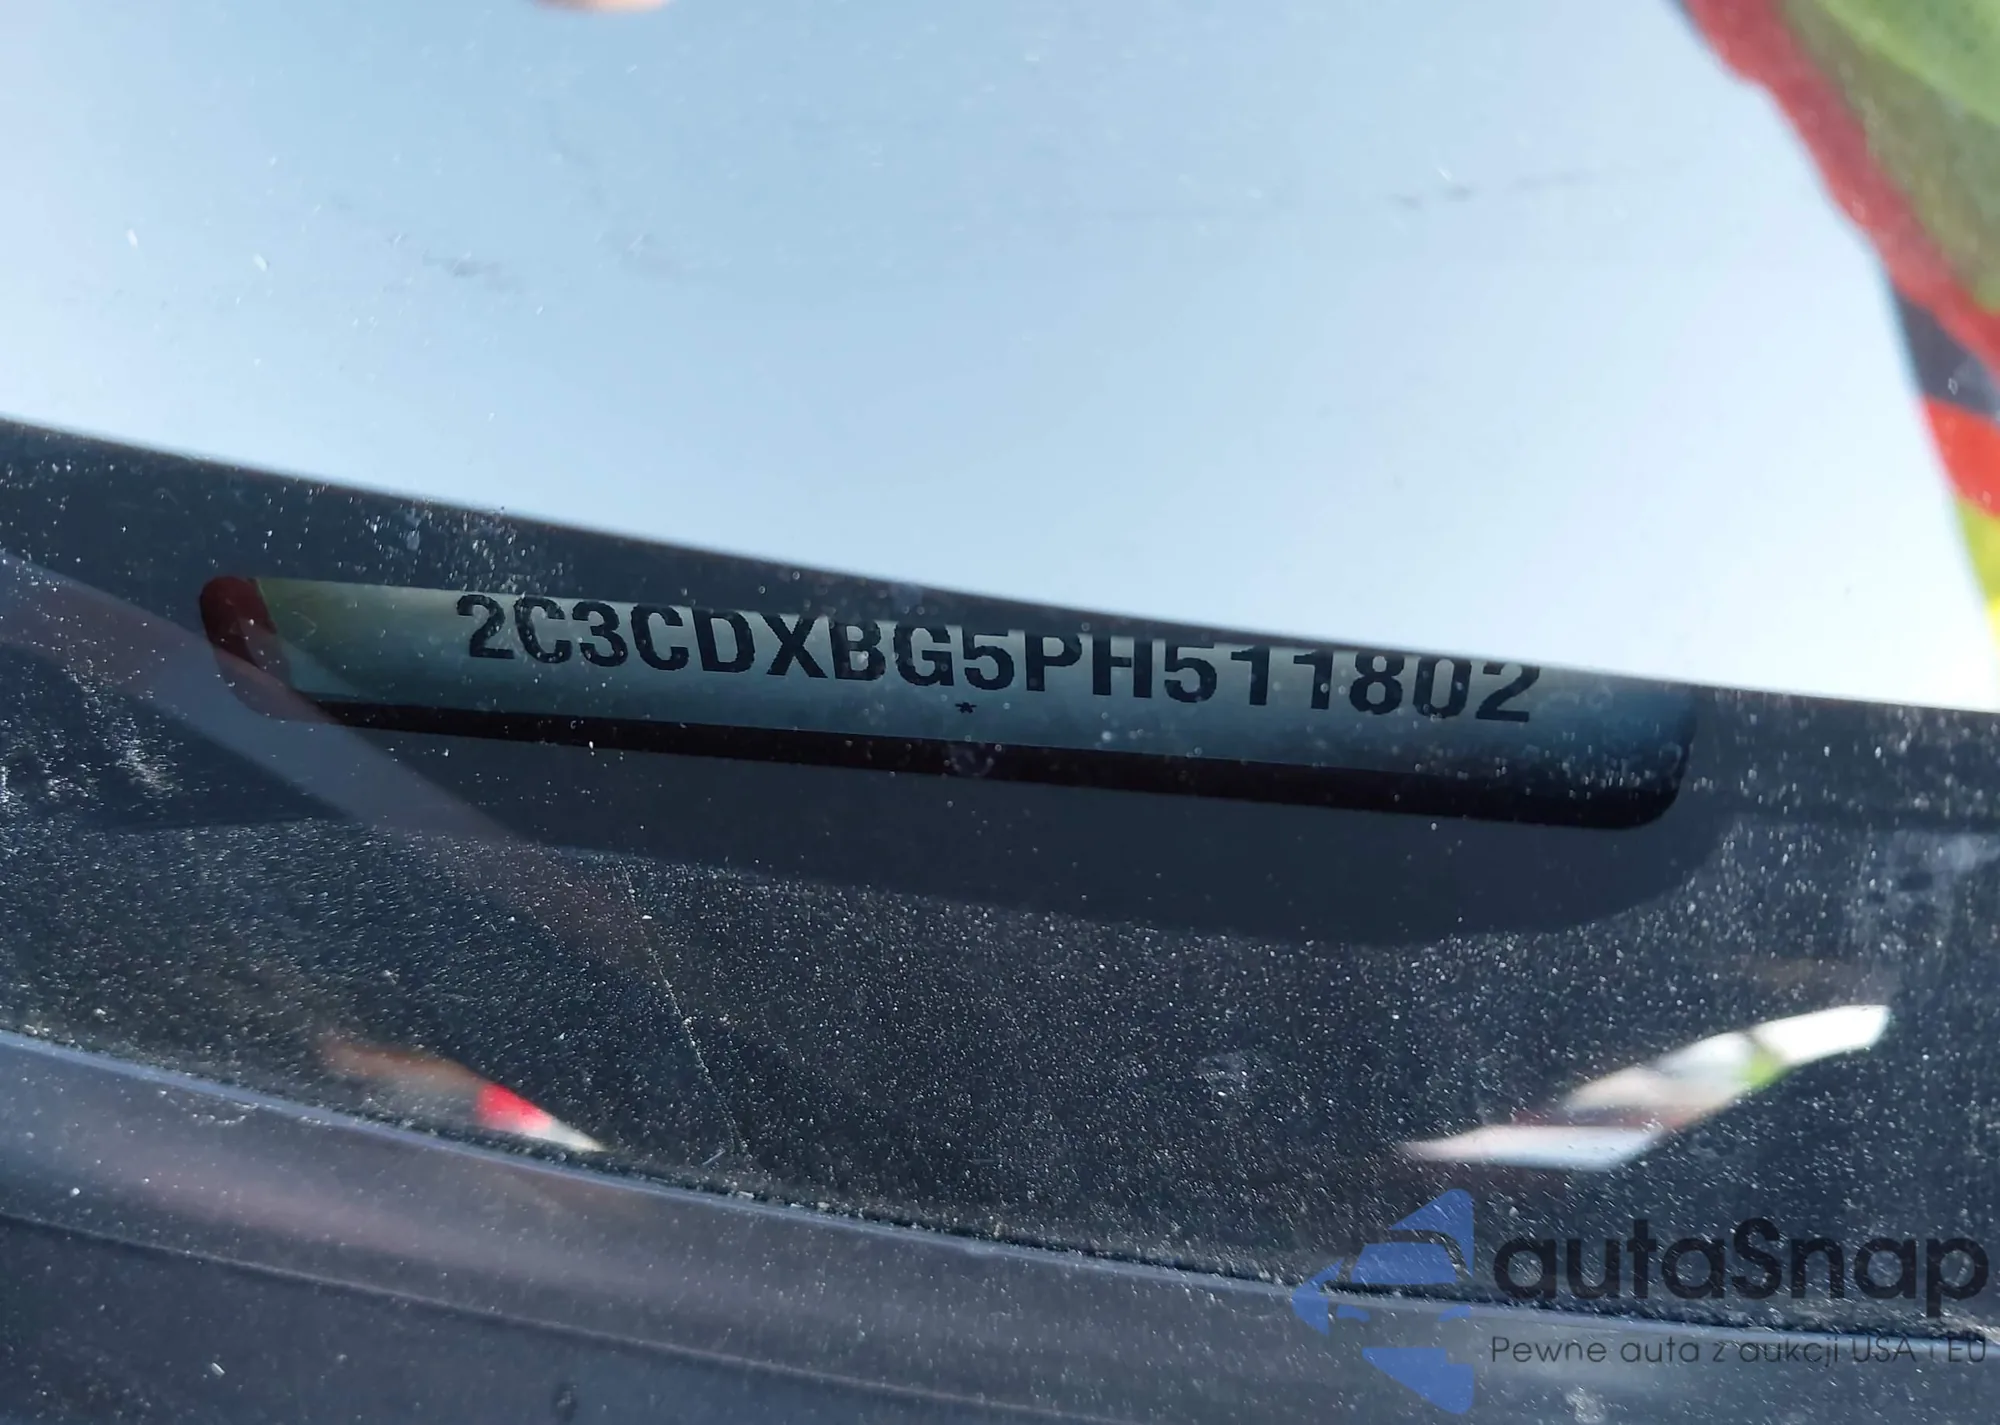 2C3CDXBG5PH511802
*
autaSnap
Pewne auta z aukcji USA i EU